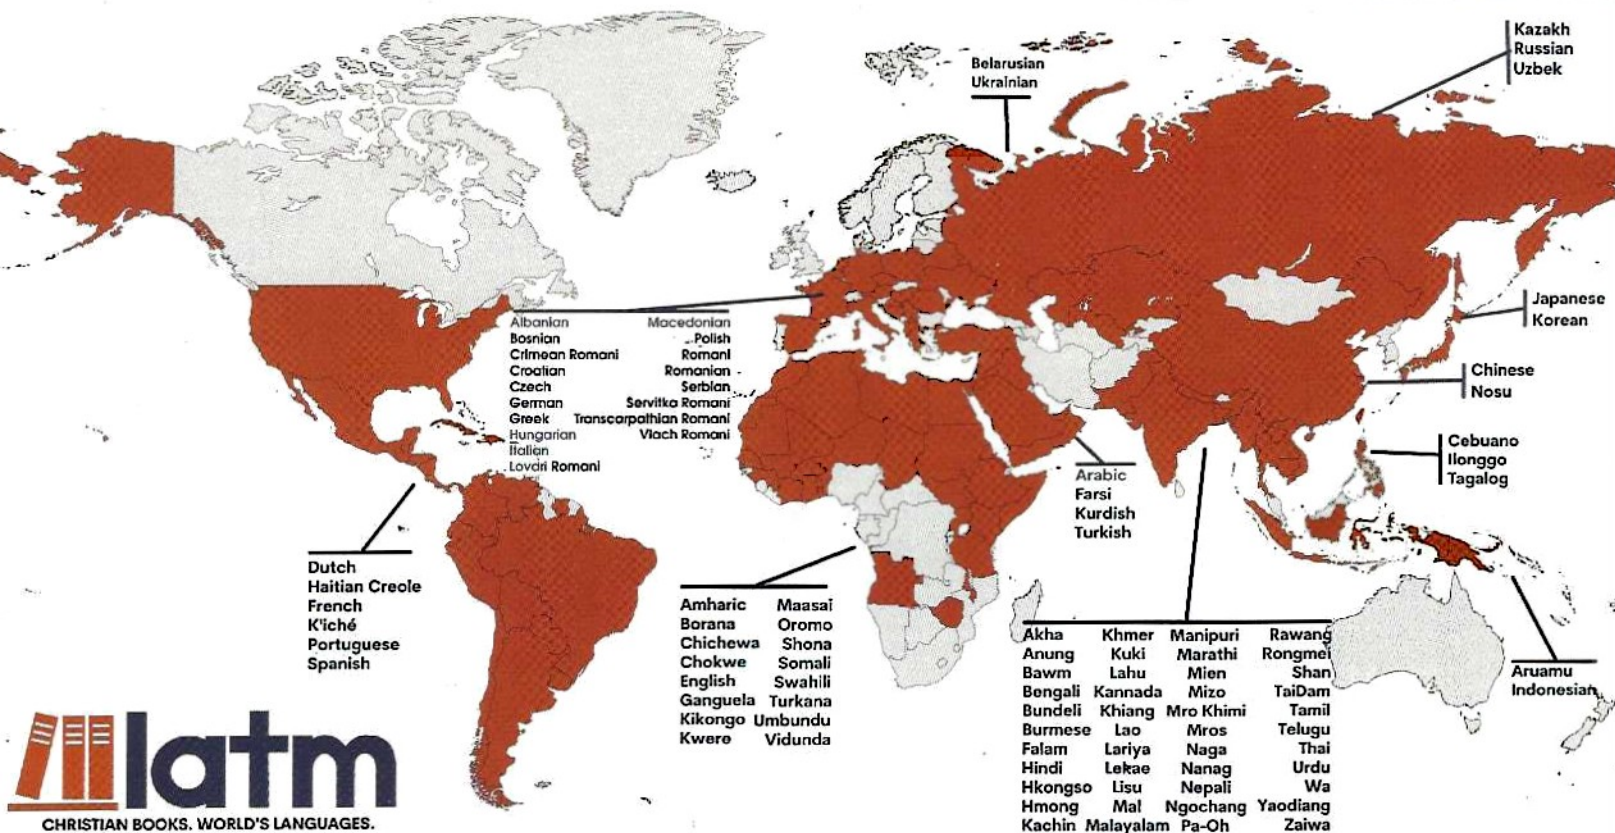 Kazakh
Russian
Uzbek
Belarusian
Ukrainian
Japanese
Korean
Albanian Macedonian
Bosnian Polish
Crimean Romani Romani
Croatian Romanian
Czech Serbian
German Servitka Romani
Greek Transcarpathian Romani
Hungarian Vlach Romani
Italian
Lovari Romani
Chinese
Nosu
Cebuano
Ilonggo
Tagalog
Arabic
Farsi
Kurdish
Turkish
Dutch
Haitian Creole
French
K'iché
Portuguese
Spanish
Amharic Maasai
Borana Oromo
Chichewa Shona
Chokwe Somali
English Swahili
Ganguela Turkana
Kikongo Umbundu
Kwere Vidunda
Akha Khmer Manipuri Rawang
Anung Kuki Marathi Rongmei
Bawm Lahu Mien Shan
Bengali Kannada Mizo TaiDam
Bundeli Khiang Mro Khimi Tamil
Burmese Lao Mros Telugu
Falam Lariya Naga Thai
Hindi Lekae Nanag Urdu
Hkongso Lisu Nepali Wa
Hmong Mal Ngochang Yaodiang
Kachin Malayalam Pa-Oh Zaiwa
Aruamu
Indonesian
latm
CHRISTIAN BOOKS. WORLD'S LANGUAGES.